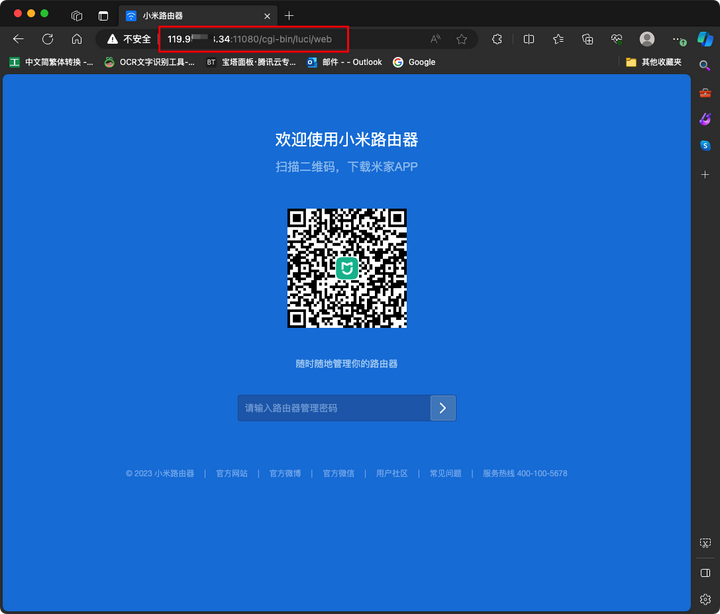 小米路由器
不安全
119.9 .34:11080/cgi-bin/luci/web
中文简繁体转换 -...
OCR文字识别工具-...
BT 宝塔面板·腾讯云专...
邮件 - - Outlook
Google
其他收藏夹
欢迎使用小米路由器
扫描二维码，下载米家APP
随时随地管理你的路由器
请输入路由器管理密码
© 2023 小米路由器 | 官方网站 | 官方微博 | 官方微信 | 用户社区 | 常见问题 | 服务热线 400-100-5678